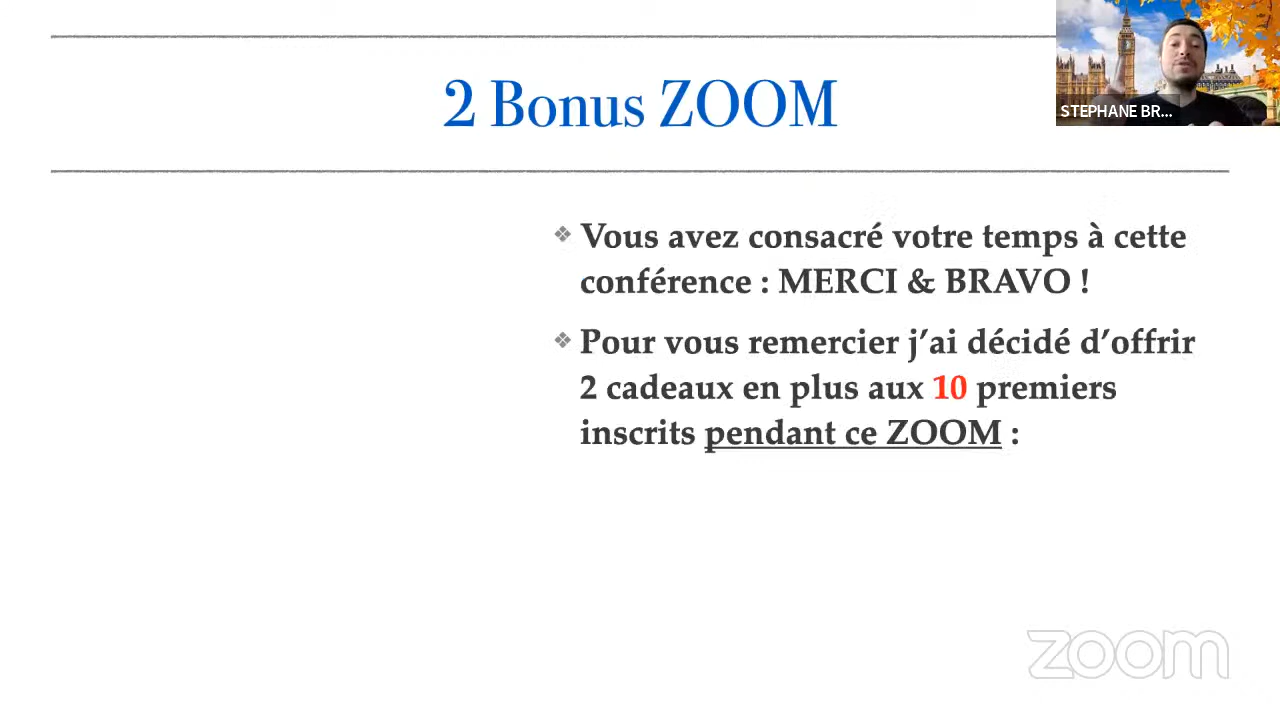 2 Bonus ZOOM
STEPHANE BR...
Vous avez consacré votre temps à cette
conférence : MERCI & BRAVO !
Pour vous remercier j’ai décidé d’offrir
2 cadeaux en plus aux 10 premiers
inscrits pendant ce ZOOM :
zoom